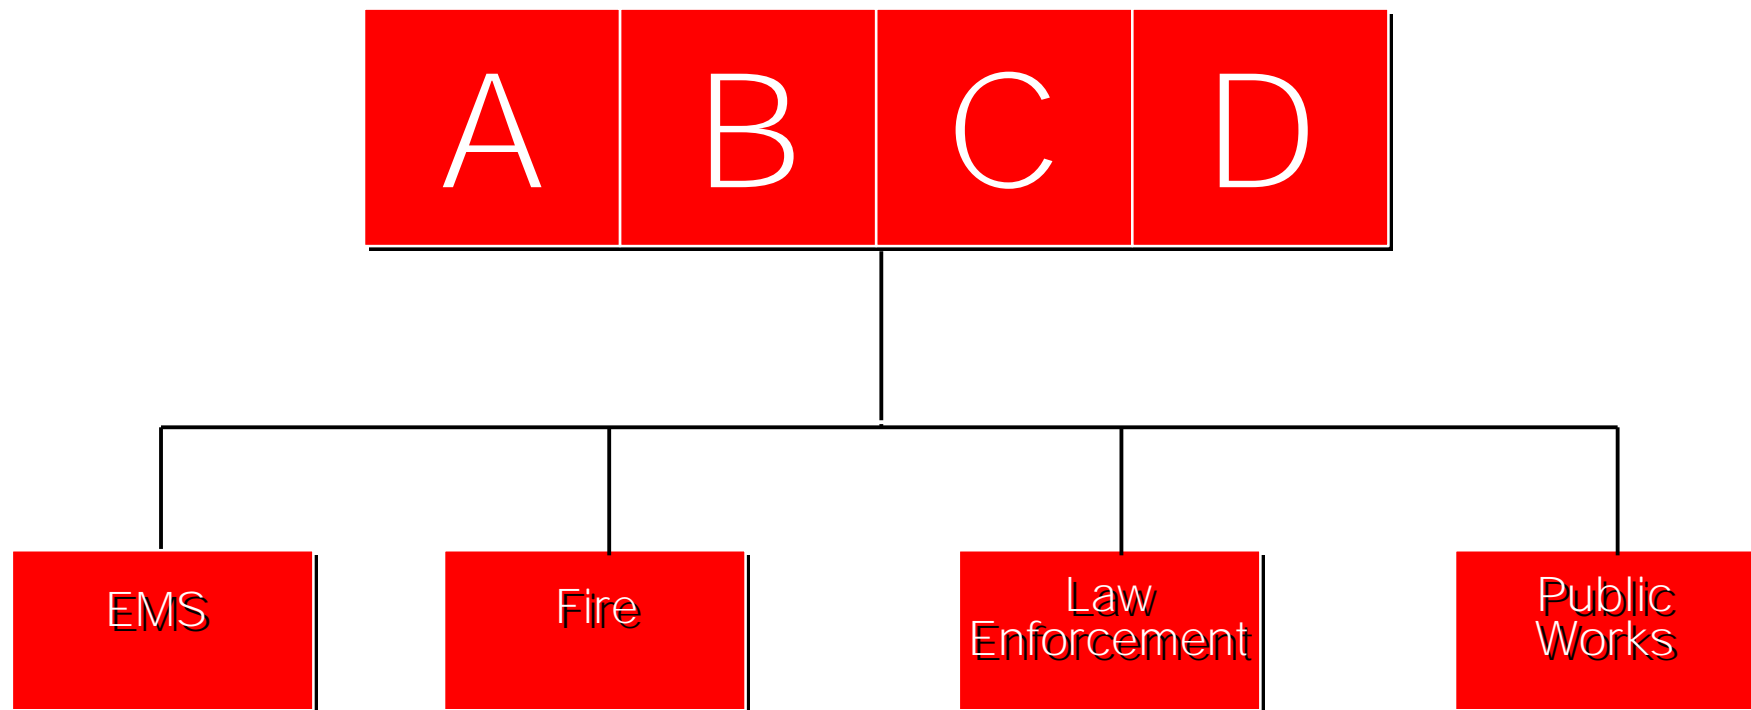 A B C D
EMS
Fire
Law
Enforcement
Public
Works